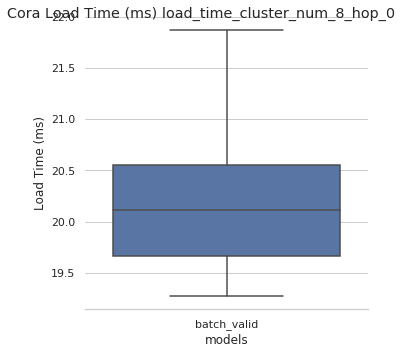 Cora Load Time (ms) load_time_cluster_num_8_hop_0
22.0
21.5
21.0
20.5
20.0
19.5
Load Time (ms)
batch_valid
models